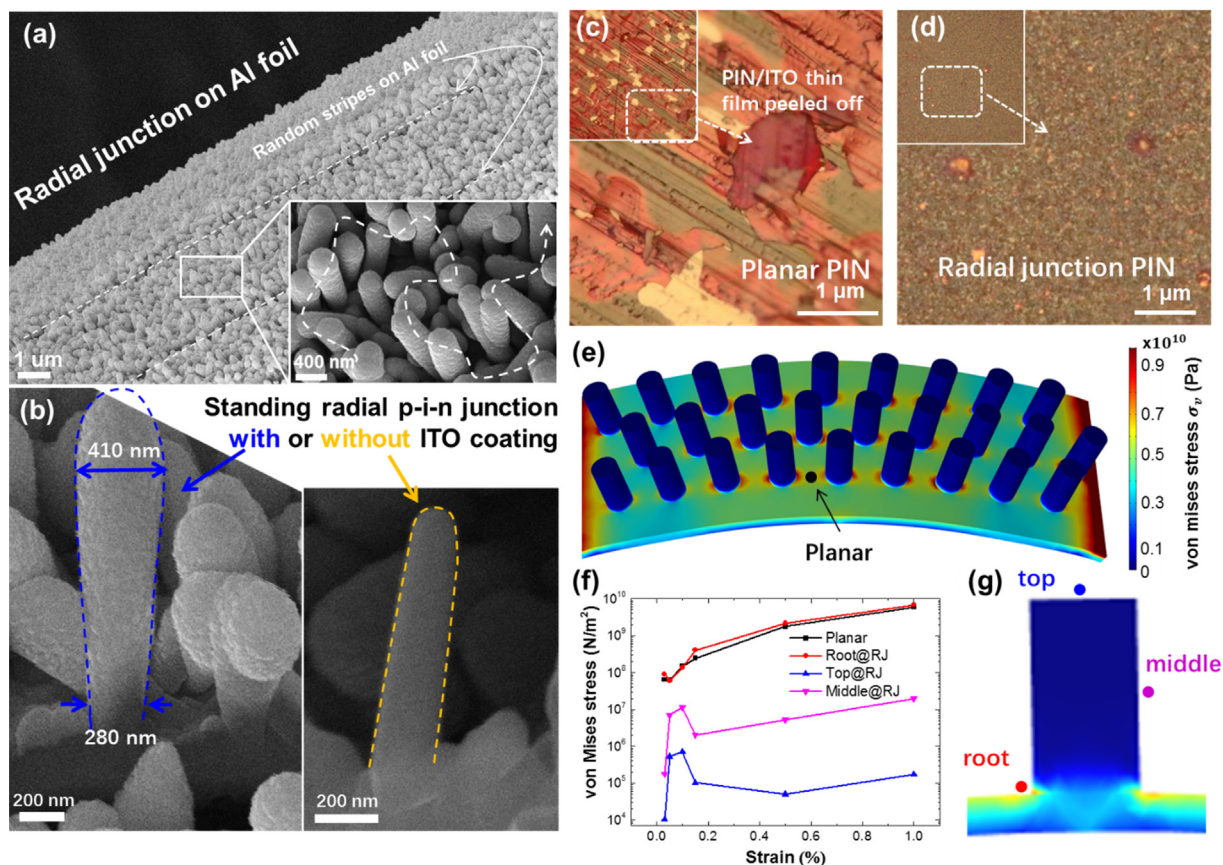 (a)
Radial junction on Al foil
Random stripes on Al foil
1 um
400 nm
(b)
Standing radial p-i-n junction
with or without ITO coating
410 nm
280 nm
200 nm
200 nm
(c)
PIN/ITO thin
film peeled off
Planar PIN
1 μm
(d)
Radial junction PIN
1 μm
(e)
Planar
x10¹⁰
0.9
0.7
0.5
0.3
0.1
0
von mises stress σᵥ (Pa)
(f)
von Mises stress (N/m²)
10¹⁰
10⁹
10⁸
10⁷
10⁶
10⁵
10⁴
Planar
Root@RJ
Top@RJ
Middle@RJ
0.0 0.2 0.4 0.6 0.8 1.0
Strain (%)
(g)
top
middle
root